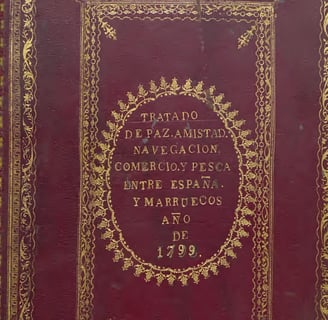 TRATADO
DE PAZ, AMISTAD,
NAVEGACION,
COMERCIO, Y PESCA
ENTRE ESPAÑA.
Y MARRUECOS
AÑO
DE
1799.